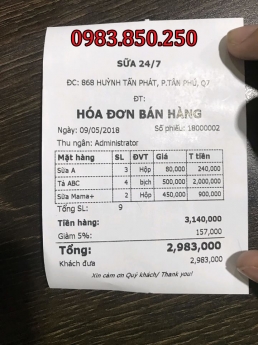 0983.850.250
SỮA 24/7
ĐC: 868 HUỲNH TẤN PHÁT, P.TÂN PHÚ, Q7
ĐT:
HÓA ĐƠN BÁN HÀNG
Ngày: 09/05/2018 Số phiếu: 18000002
Thu ngân: Administrator
Mặt hàng SL ĐVT Giá T tiền
Sữa A 3 Hộp 80,000 240,000
Tã ABC 4 bịch 500,000 2,000,000
Sữa Mama+ 2 Hộp 450,000 900,000
Tổng SL: 9
Tiền hàng: 3,140,000
Giảm 5%: 157,000
Tổng: 2,983,000
Khách đưa 2,983,000
Xin cảm ơn Quý khách/ Thank you!